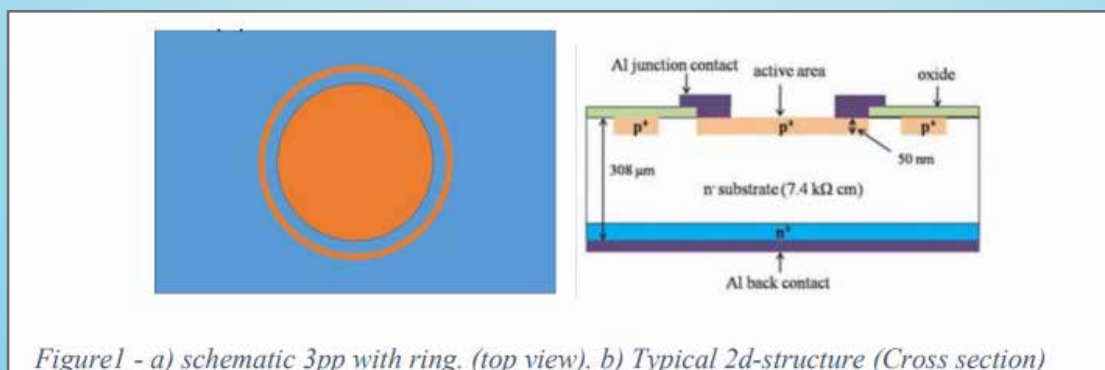 Al junction contact
active area
oxide
p⁺
p⁺
p⁺
308 µm
50 nm
n⁻ substrate (7.4 kΩ cm)
n⁺
Al back contact
Figure1 - a) schematic 3pp with ring. (top view). b) Typical 2d-structure (Cross section)